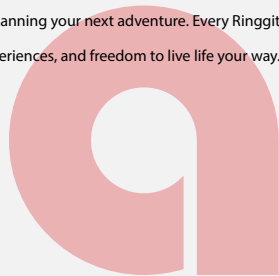 anning your next adventure. Every Ringgit
eriences, and freedom to live life your way.